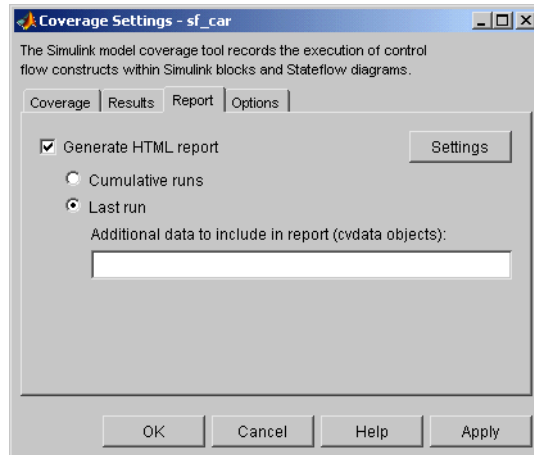 Coverage Settings - sf_car
The Simulink model coverage tool records the execution of control
flow constructs within Simulink blocks and Stateflow diagrams.
Coverage Results Report Options
Generate HTML report Settings
Cumulative runs
Last run
Additional data to include in report (cvdata objects):
OK Cancel Help Apply